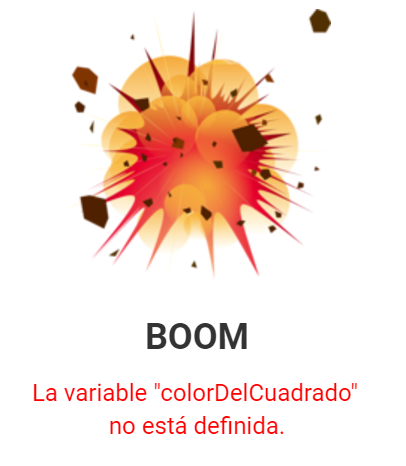 BOOM
La variable "colorDelCuadrado"
no está definida.